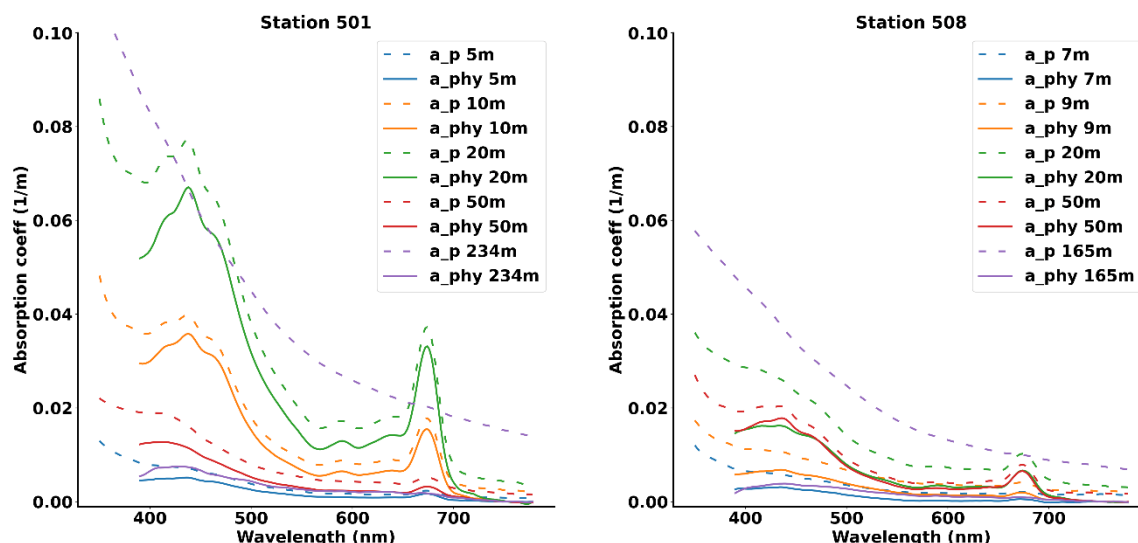 Station 501
0.10
0.08
0.06
0.04
0.02
0.00
Absorption coeff (1/m)
400
500
600
700
Wavelength (nm)
a_p 5m
a_phy 5m
a_p 10m
a_phy 10m
a_p 20m
a_phy 20m
a_p 50m
a_phy 50m
a_p 234m
a_phy 234m
Station 508
0.10
0.08
0.06
0.04
0.02
0.00
Absorption coeff (1/m)
400
500
600
700
Wavelength (nm)
a_p 7m
a_phy 7m
a_p 9m
a_phy 9m
a_p 20m
a_phy 20m
a_p 50m
a_phy 50m
a_p 165m
a_phy 165m